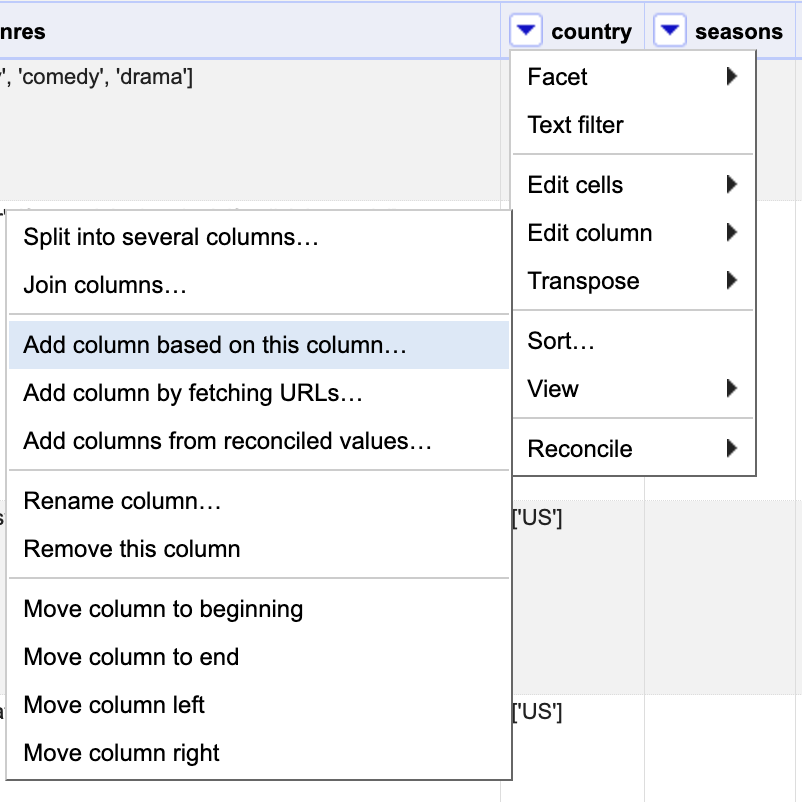 nres country seasons
', 'comedy', 'drama']
Facet
Text filter
Edit cells
Edit column
Transpose
Sort…
View
Reconcile
Split into several columns…
Join columns…
Add column based on this column…
Add column by fetching URLs…
Add columns from reconciled values…
Rename column…
Remove this column
Move column to beginning
Move column to end
Move column left
Move column right
['US']
['US']